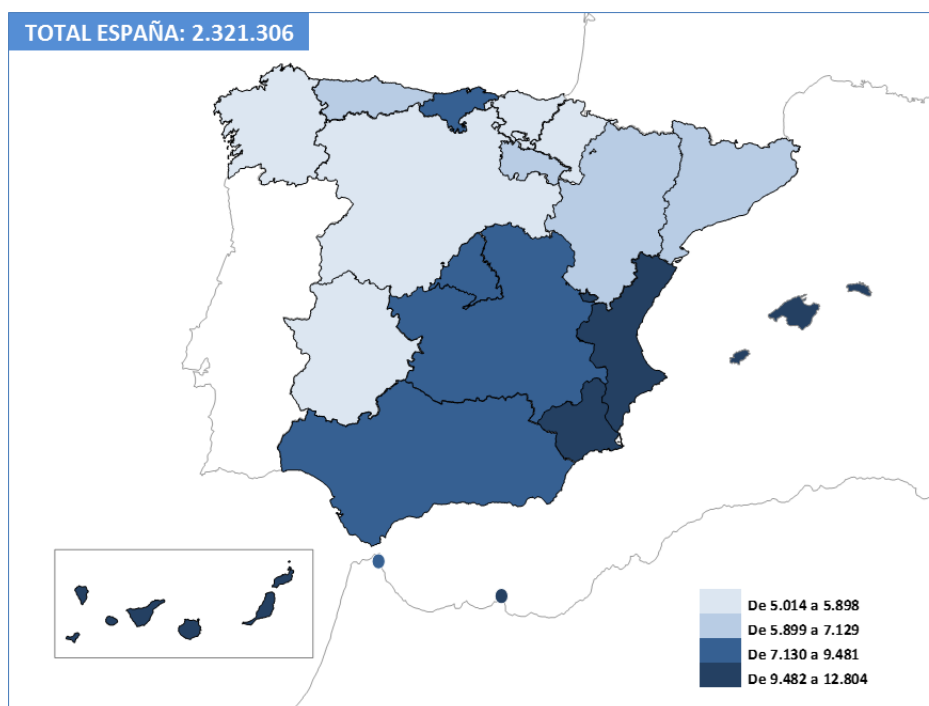 TOTAL ESPAÑA: 2.321.306
De 5.014 a 5.898
De 5.899 a 7.129
De 7.130 a 9.481
De 9.482 a 12.804